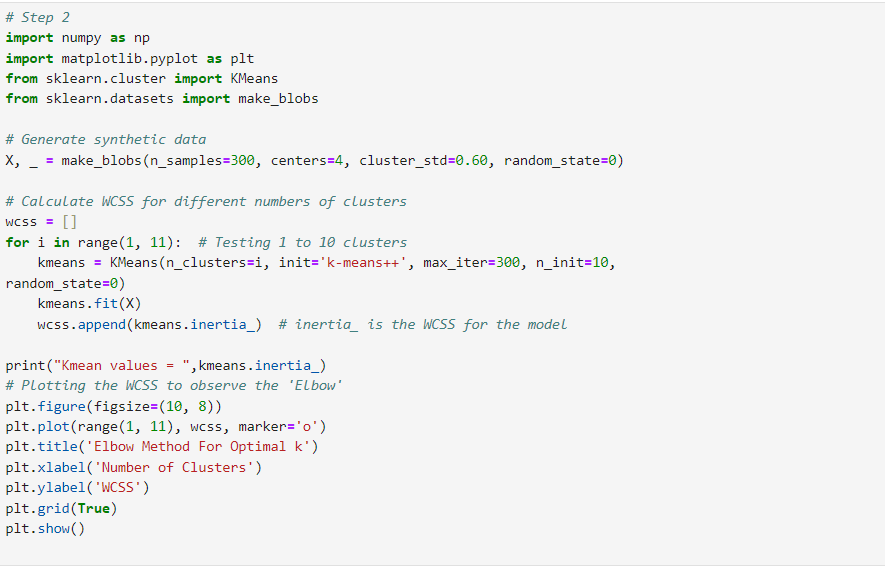 # Step 2
import numpy as np
import matplotlib.pyplot as plt
from sklearn.cluster import KMeans
from sklearn.datasets import make_blobs

# Generate synthetic data
X, _ = make_blobs(n_samples=300, centers=4, cluster_std=0.60, random_state=0)

# Calculate WCSS for different numbers of clusters
wcss = []
for i in range(1, 11):  # Testing 1 to 10 clusters
    kmeans = KMeans(n_clusters=i, init='k-means++', max_iter=300, n_init=10,
random_state=0)
    kmeans.fit(X)
    wcss.append(kmeans.inertia_)  # inertia_ is the WCSS for the model

print("Kmean values = ",kmeans.inertia_)
# Plotting the WCSS to observe the 'Elbow'
plt.figure(figsize=(10, 8))
plt.plot(range(1, 11), wcss, marker='o')
plt.title('Elbow Method For Optimal k')
plt.xlabel('Number of Clusters')
plt.ylabel('WCSS')
plt.grid(True)
plt.show()